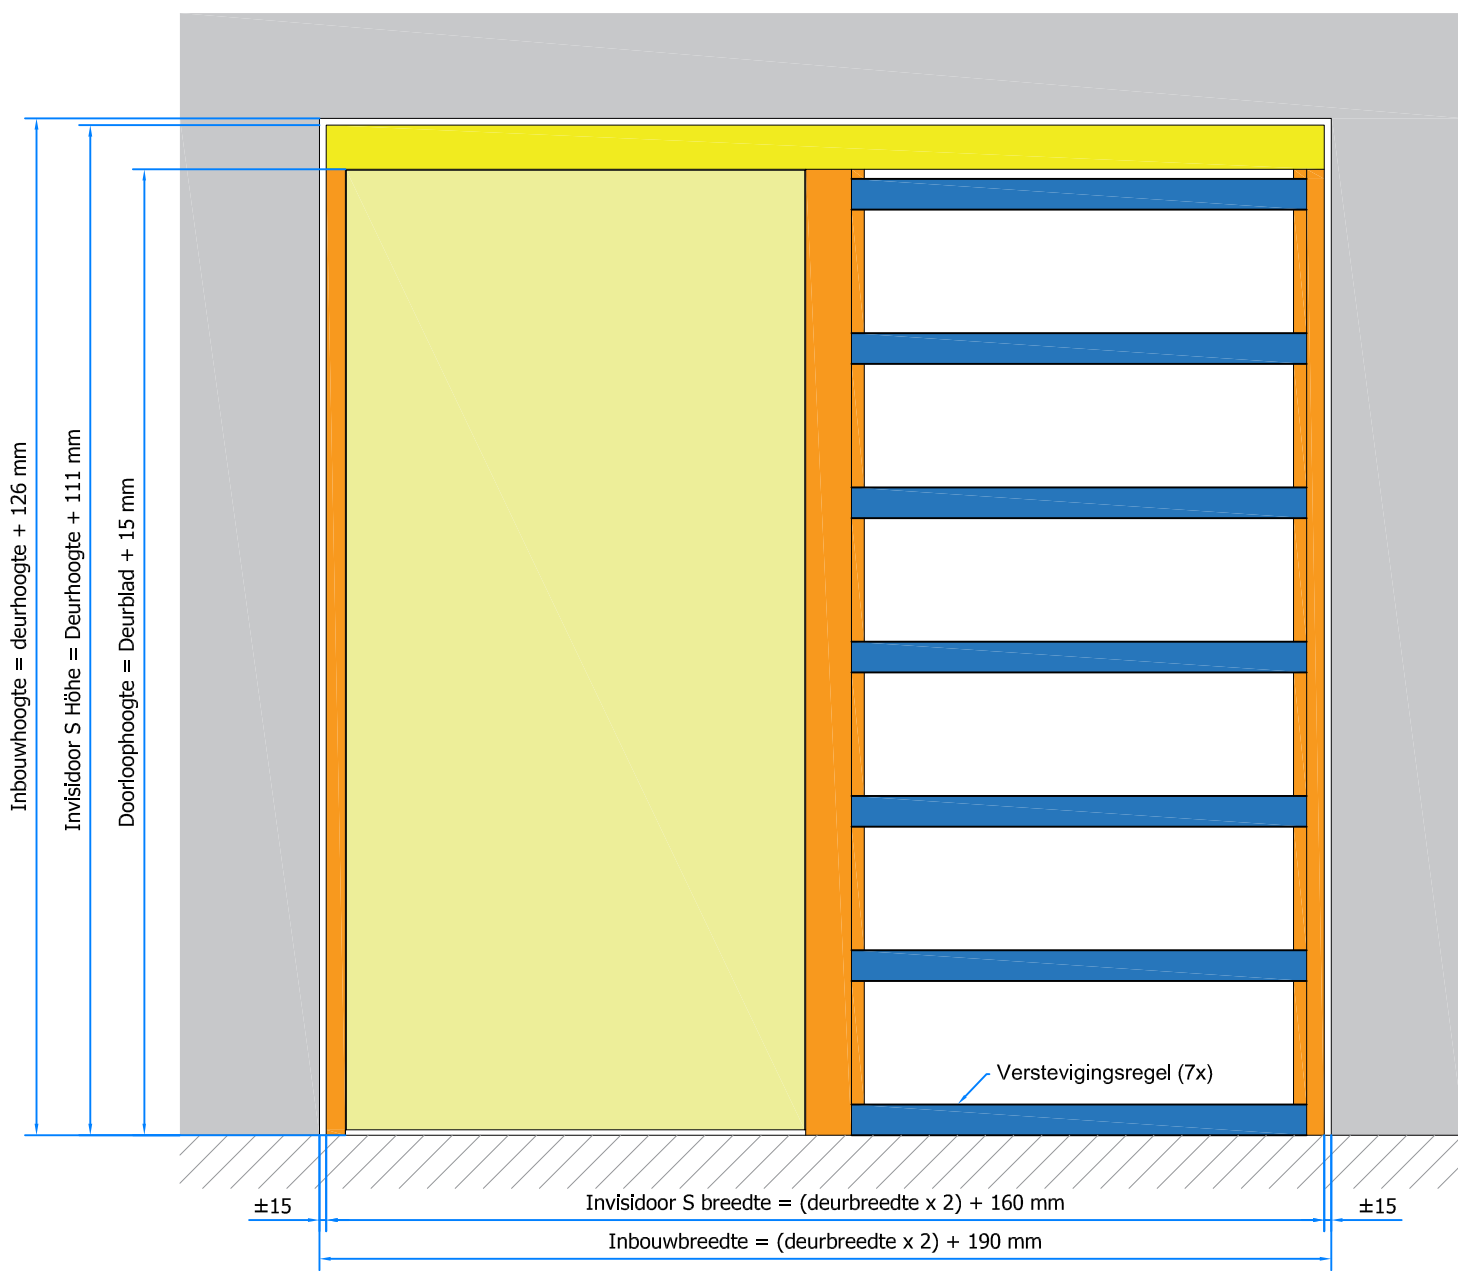 Inbouwhoogte = deurhoogte + 126 mm
Invisidoor S Höhe = Deurhoogte + 111 mm
Doorloophoogte = Deurblad + 15 mm
Verstevigingsregel (7x)
±15
Invisidoor S breedte = (deurbreedte x 2) + 160 mm
±15
Inbouwbreedte = (deurbreedte x 2) + 190 mm